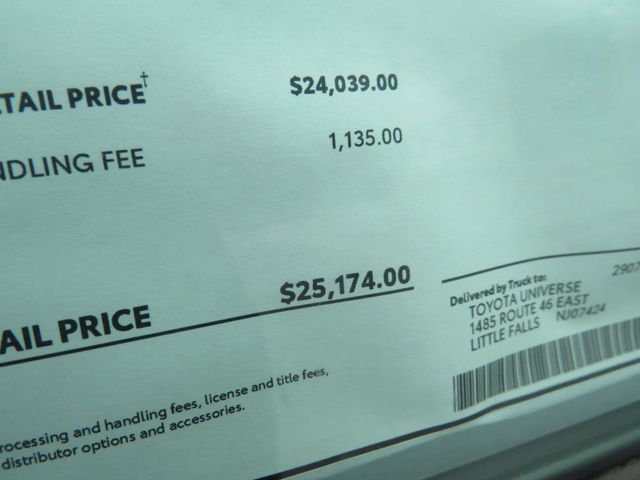 TAIL PRICE† $24,039.00
NDLING FEE 1,135.00
AIL PRICE $25,174.00
Delivered by Truck to: 2907
TOYOTA UNIVERSE
1485 ROUTE 46 EAST
LITTLE FALLS NJ07424
rocessing and handling fees, license and title fees,
distributor options and accessories.